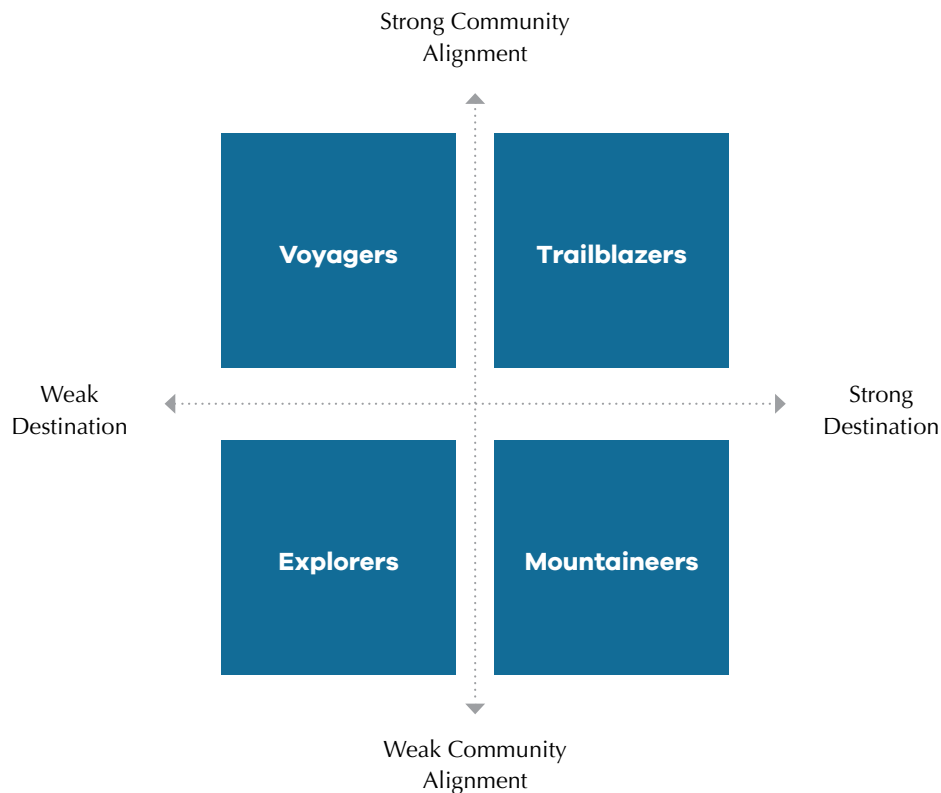 Strong Community
Alignment
Voyagers
Trailblazers
Weak
Destination
Strong
Destination
Explorers
Mountaineers
Weak Community
Alignment